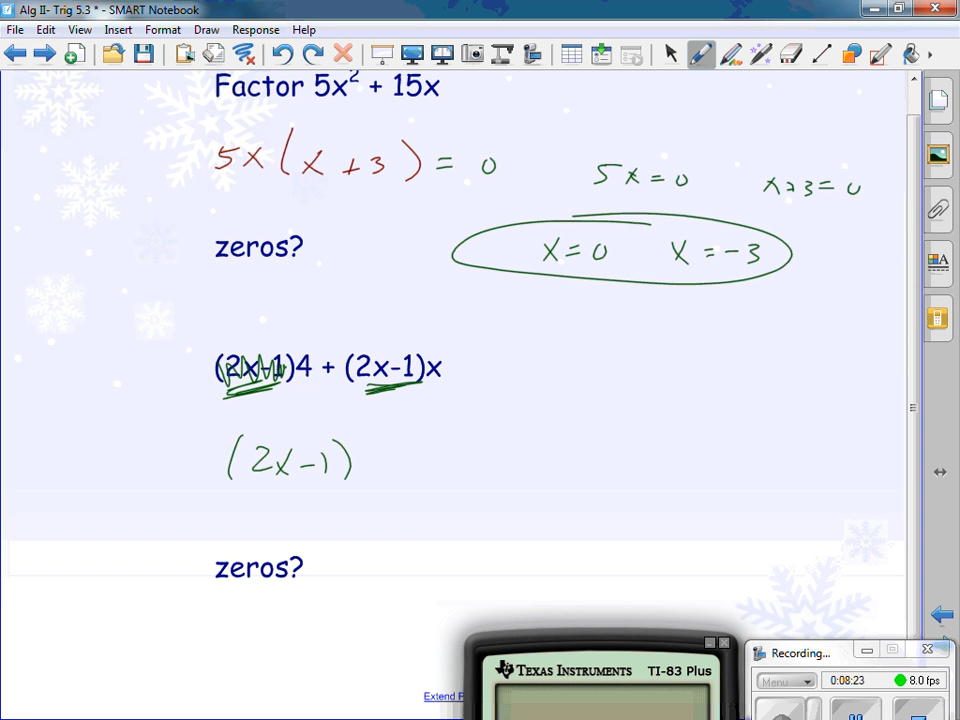 Alg II- Trig 5.3 * - SMART Notebook
File Edit View Insert Format Draw Response Help
Factor 5x² + 15x
5x(x+3) = 0
5x=0 x+3=0
zeros?
x=0 x=-3
(2x-1)4 + (2x-1)x
(2x-1)
zeros?
Recording...
TEXAS INSTRUMENTS TI-83 Plus
Menu 0:08:23 8.0 fps
Extend